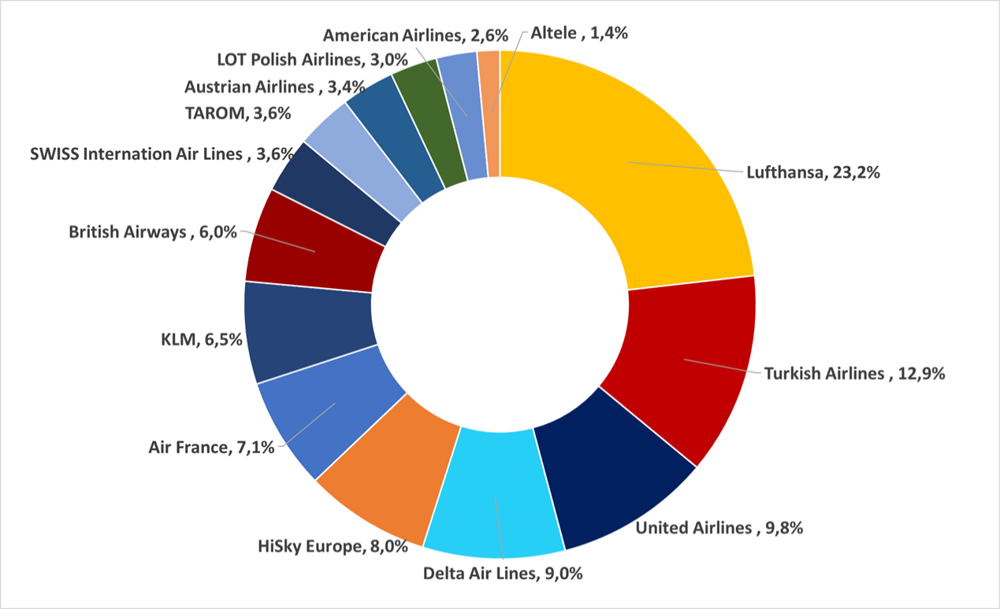 American Airlines, 2,6%
Altele , 1,4%
LOT Polish Airlines, 3,0%
Austrian Airlines , 3,4%
TAROM, 3,6%
SWISS Internation Air Lines , 3,6%
Lufthansa, 23,2%
British Airways , 6,0%
KLM, 6,5%
Turkish Airlines , 12,9%
Air France, 7,1%
United Airlines , 9,8%
HiSky Europe, 8,0%
Delta Air Lines, 9,0%